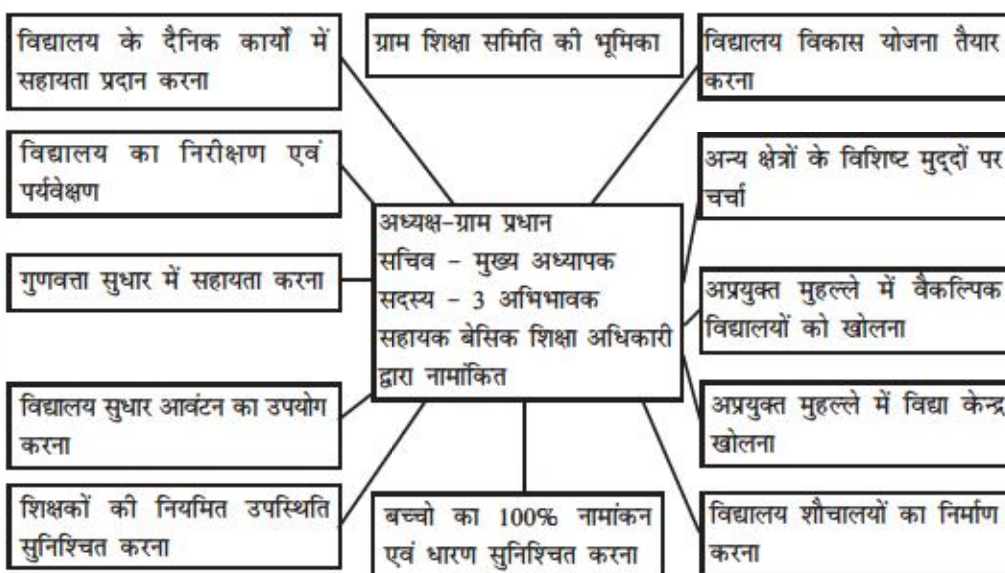 विद्यालय के दैनिक कार्यों में
सहायता प्रदान करना
ग्राम शिक्षा समिति की भूमिका
विद्यालय विकास योजना तैयार
करना
विद्यालय का निरीक्षण एवं
पर्यवेक्षण
अन्य क्षेत्रों के विशिष्ट मुद्दों पर
चर्चा
अध्यक्ष-ग्राम प्रधान
सचिव - मुख्य अध्यापक
सदस्य - 3 अभिभावक
सहायक बेसिक शिक्षा अधिकारी
द्वारा नामांकित
गुणवत्ता सुधार में सहायता करना
अप्रयुक्त मुहल्ले में वैकल्पिक
विद्यालयों को खोलना
विद्यालय सुधार आवंटन का उपयोग
करना
अप्रयुक्त मुहल्ले में विद्या केन्द्र
खोलना
शिक्षकों की नियमित उपस्थिति
सुनिश्चित करना
बच्चो का 100% नामांकन
एवं धारण सुनिश्चित करना
विद्यालय शौचालयों का निर्माण
करना